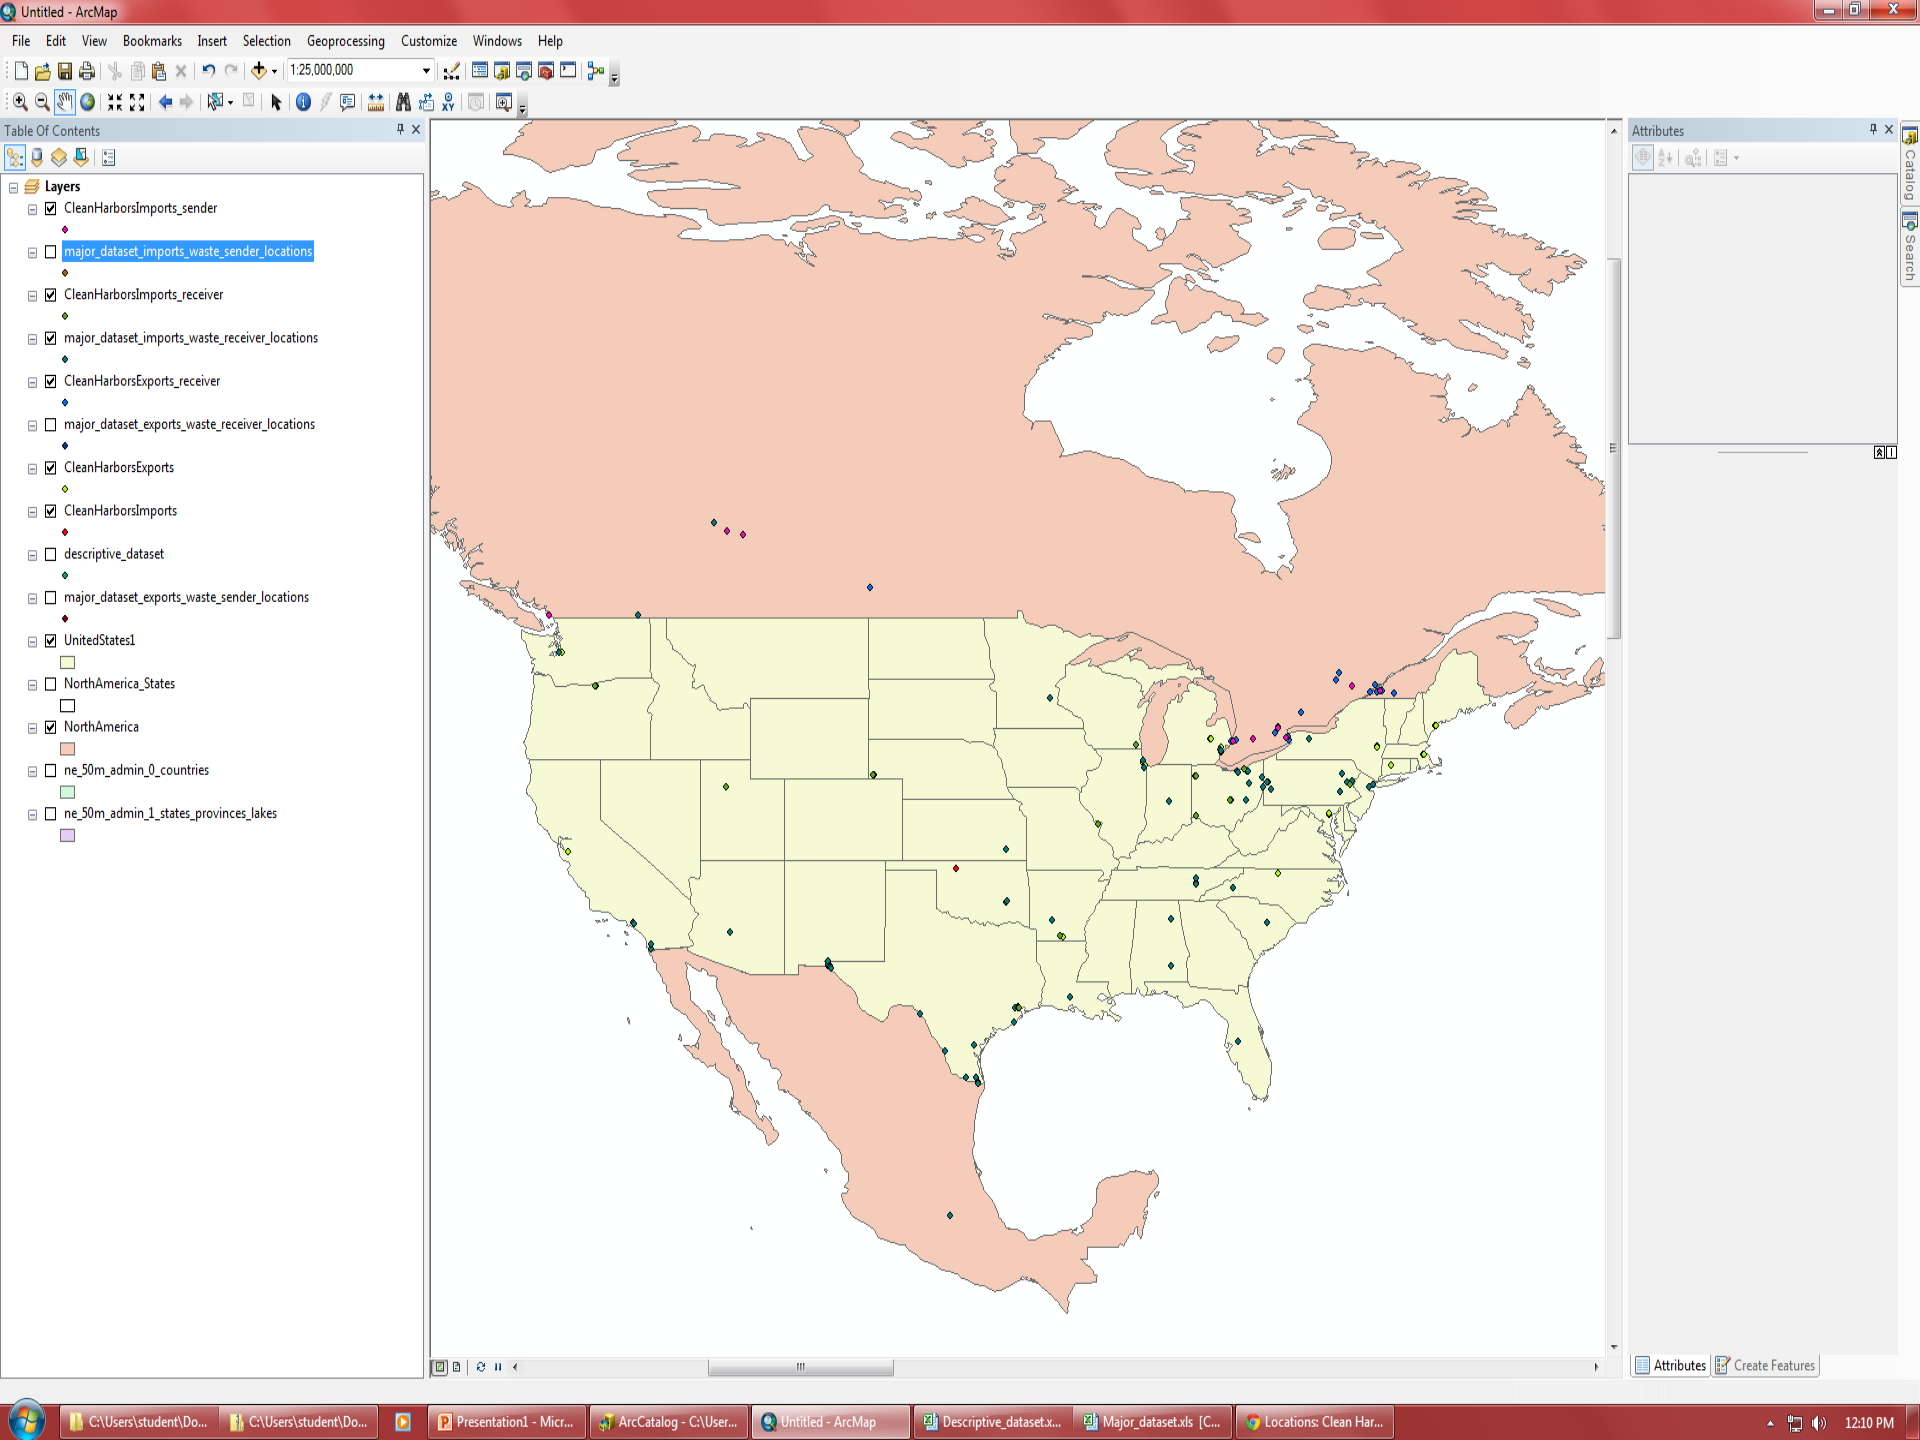 Untitled - ArcMap
File Edit View Bookmarks Insert Selection Geoprocessing Customize Windows Help
1:25,000,000
Table Of Contents
Layers
CleanHarborsImports_sender
major_dataset_imports_waste_sender_locations
CleanHarborsImports_receiver
major_dataset_imports_waste_receiver_locations
CleanHarborsExports_receiver
major_dataset_exports_waste_receiver_locations
CleanHarborsExports
CleanHarborsImports
descriptive_dataset
major_dataset_exports_waste_sender_locations
UnitedStates1
NorthAmerica_States
NorthAmerica
ne_50m_admin_0_countries
ne_50m_admin_1_states_provinces_lakes
Attributes
Catalog
Search
Attributes Create Features
C:\Users\student\Do... C:\Users\student\Do... Presentation1 - Micr... ArcCatalog - C:\User... Untitled - ArcMap Descriptive_dataset.x... Major_dataset.xls [C... Locations: Clean Har... 12:10 PM